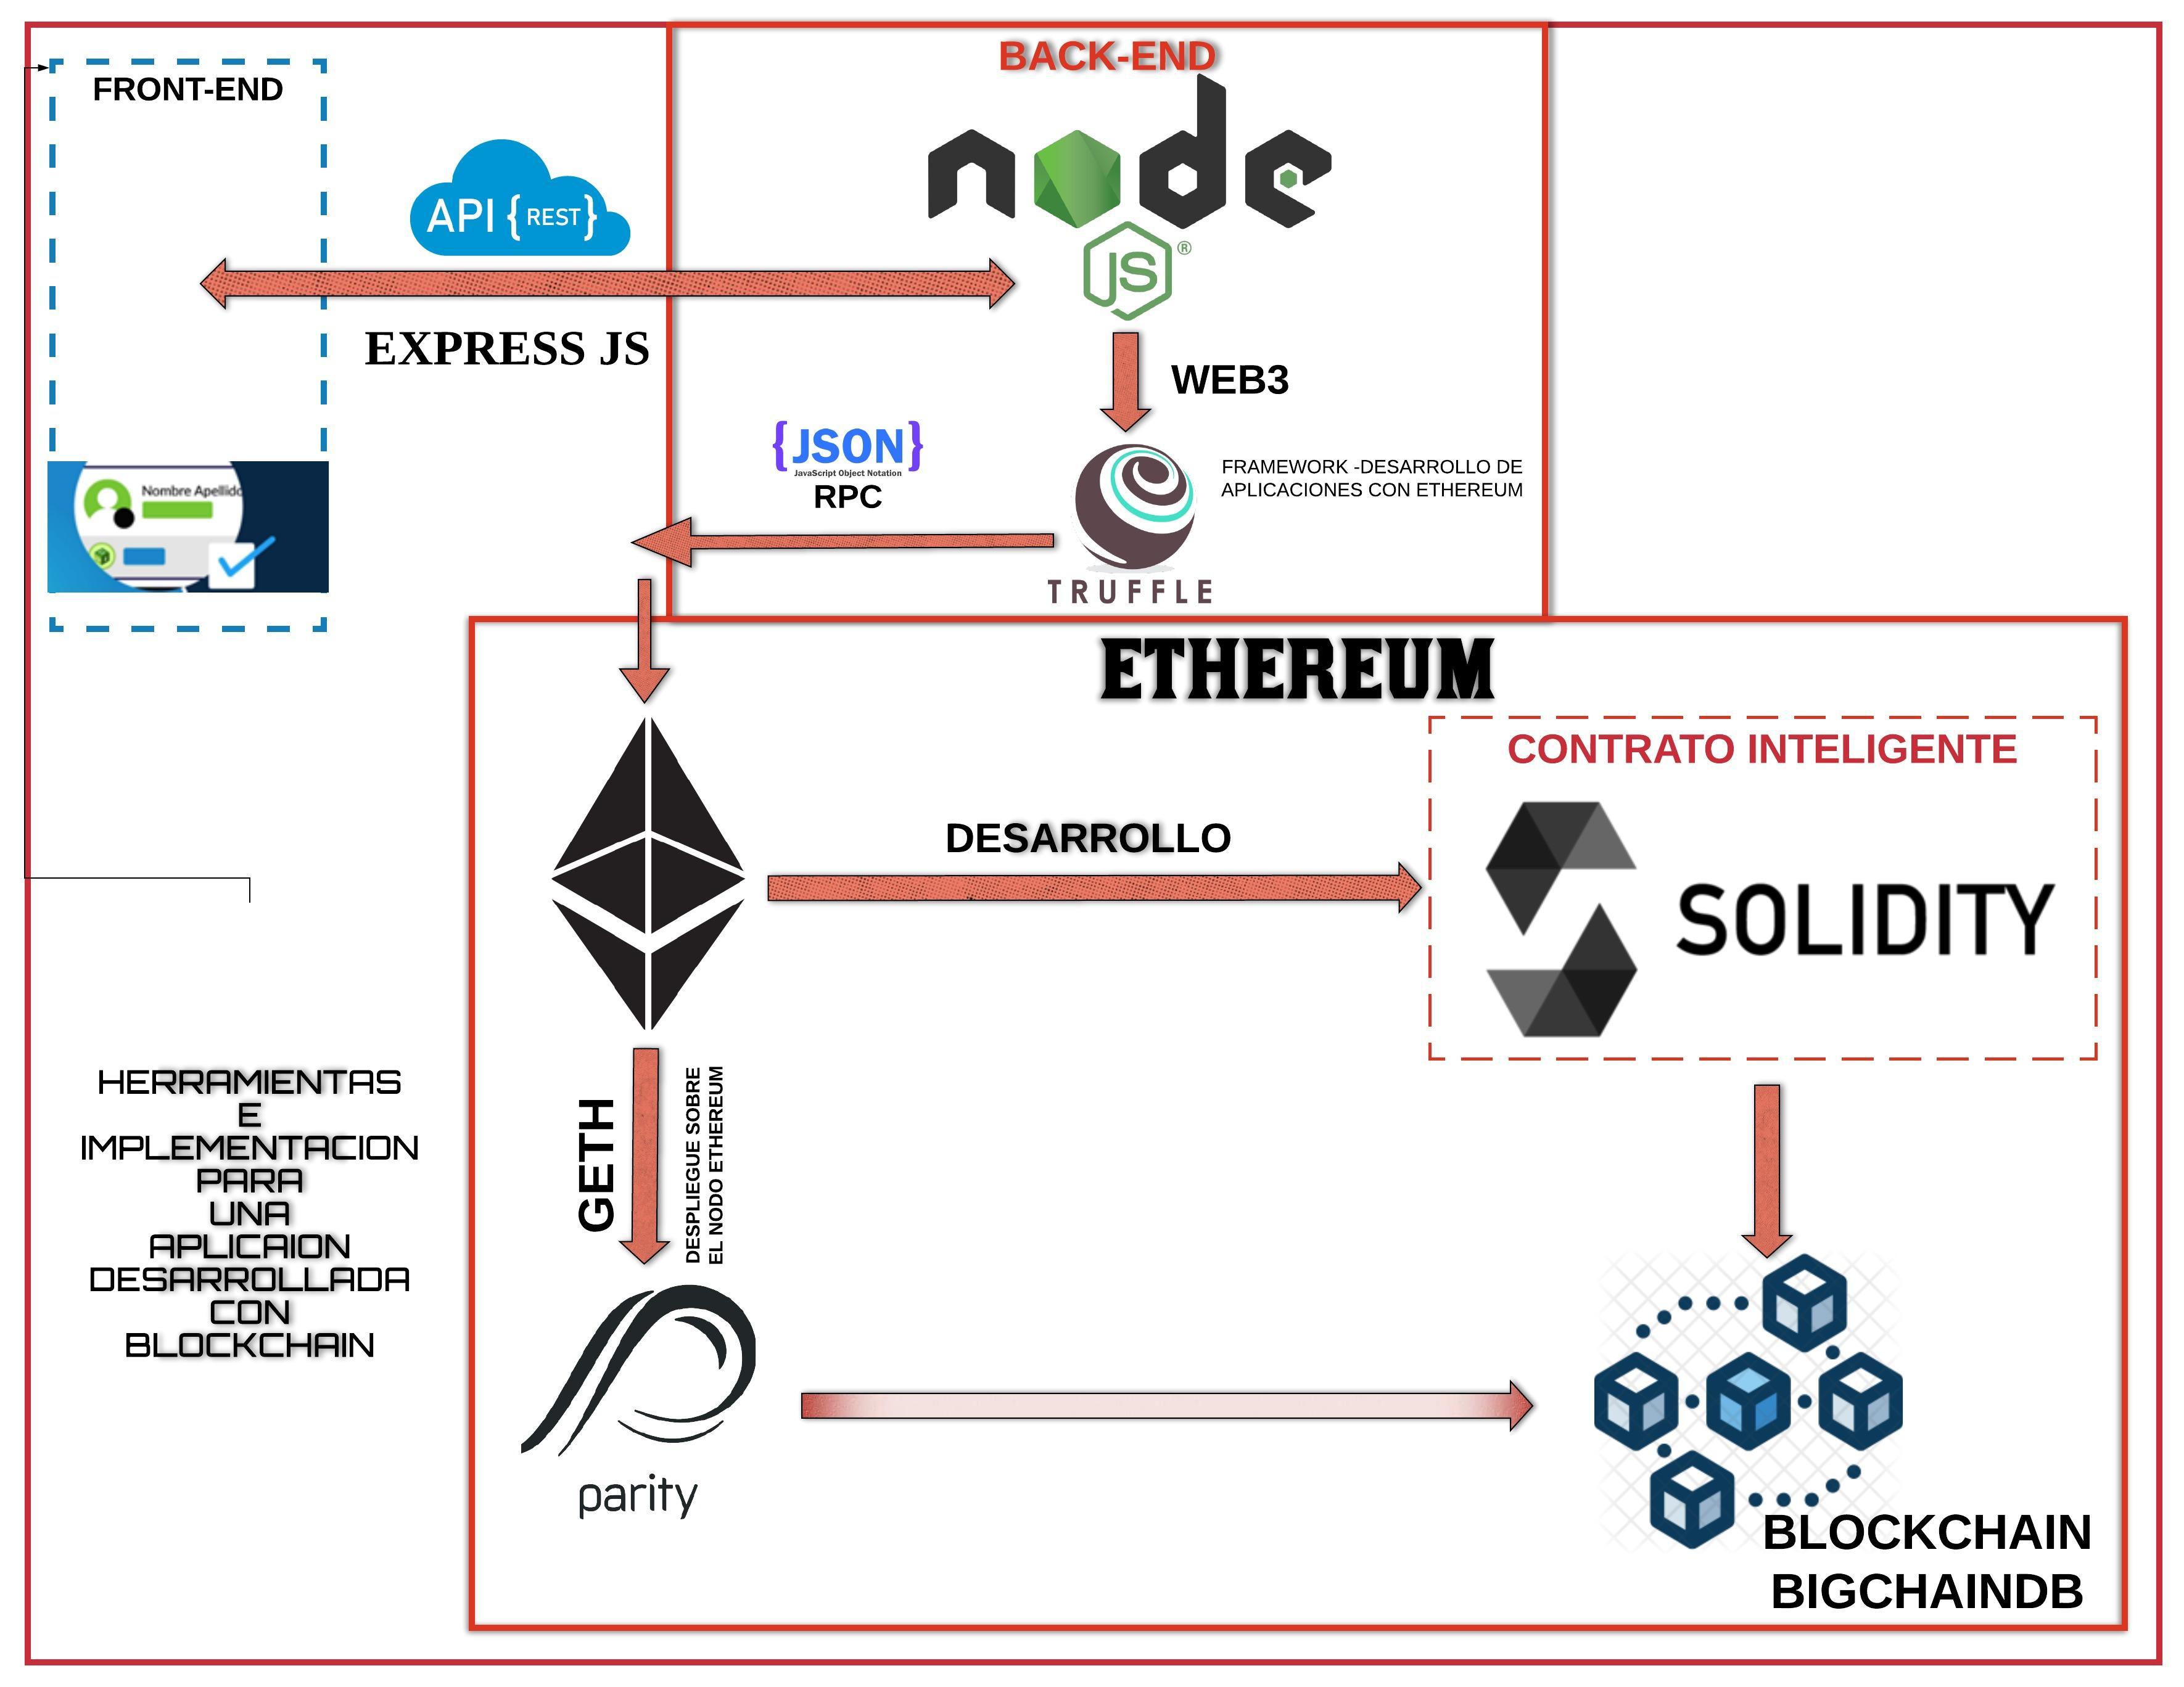 BACK-END
FRONT-END
node
JS®
API { REST }
EXPRESS JS
WEB3
{JSON}
JavaScript Object Notation
RPC
FRAMEWORK -DESARROLLO DE
APLICACIONES CON ETHEREUM
TRUFFLE
Nombre Apellido
ETHEREUM
CONTRATO INTELIGENTE
SOLIDITY
DESARROLLO
GETH
DESPLIEGUE SOBRE
EL NODO ETHEREUM
HERRAMIENTAS
E
IMPLEMENTACION
PARA
UNA
APLICAION
DESARROLLADA
CON
BLOCKCHAIN
parity
BLOCKCHAIN
BIGCHAINDB